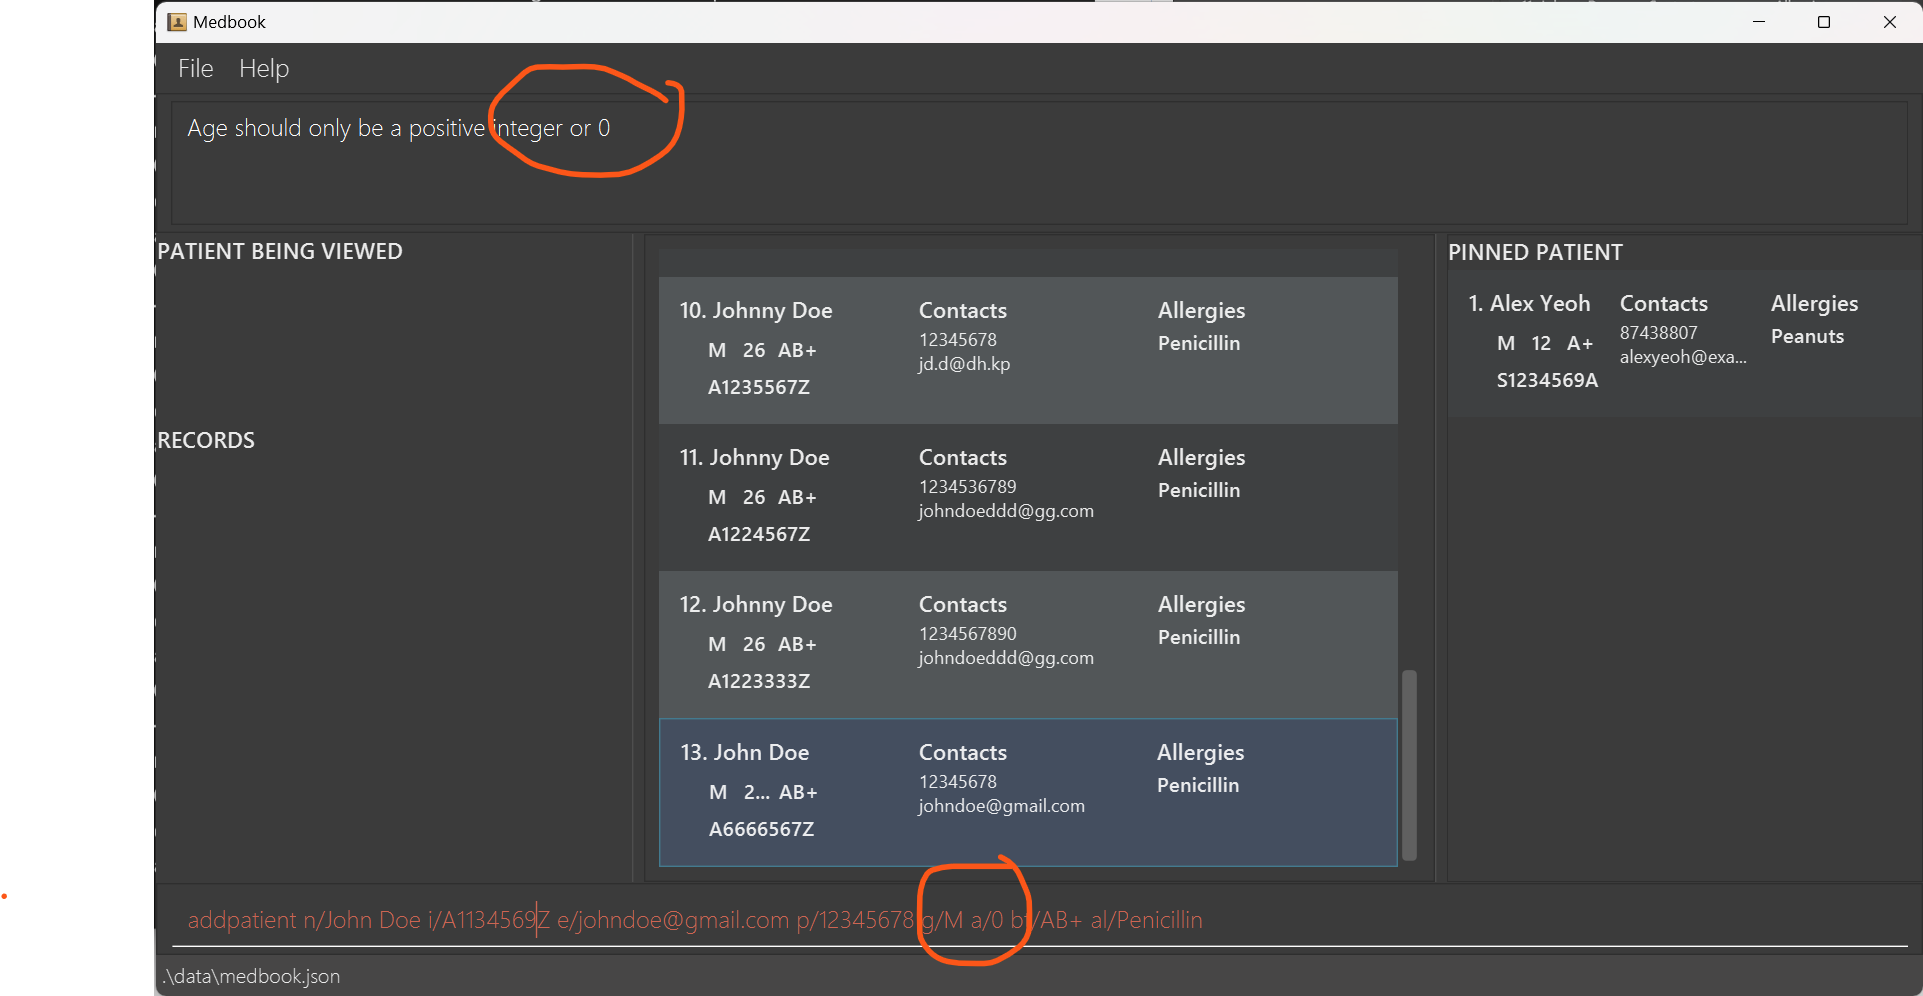 Medbook
File Help
Age should only be a positive integer or 0
PATIENT BEING VIEWED
RECORDS
10. Johnny Doe Contacts Allergies
12345678 Penicillin
M 26 AB+ jd.d@dh.kp
A1235567Z
11. Johnny Doe Contacts Allergies
1234536789 Penicillin
M 26 AB+ johndoeddd@gg.com
A1224567Z
12. Johnny Doe Contacts Allergies
1234567890 Penicillin
M 26 AB+ johndoeddd@gg.com
A1223333Z
13. John Doe Contacts Allergies
12345678 Penicillin
M 2... AB+ johndoe@gmail.com
A6666567Z
PINNED PATIENT
1. Alex Yeoh Contacts Allergies
87438807 Peanuts
M 12 A+ alexyeoh@exa...
S1234569A
addpatient n/John Doe i/A1134569Z e/johndoe@gmail.com p/12345678 g/M a/0 bt/AB+ al/Penicillin
.\data\medbook.json